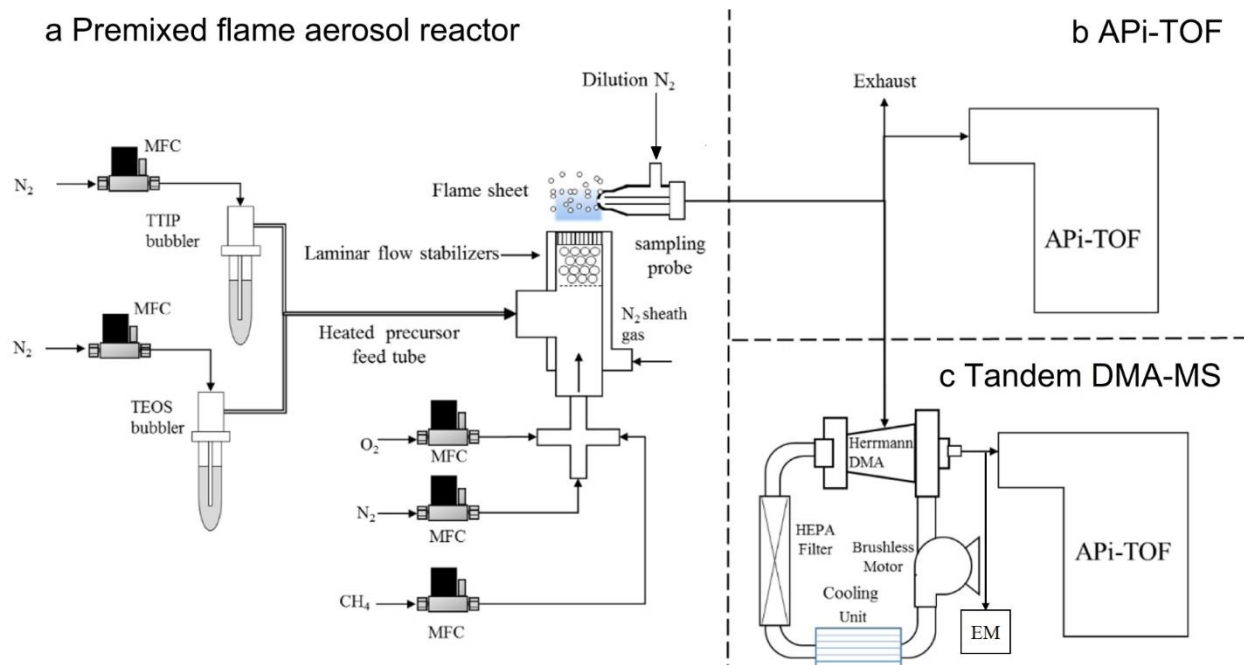 a Premixed flame aerosol reactor
MFC
N₂
TTIP
bubbler
MFC
N₂
TEOS
bubbler
Heated precursor
feed tube
Dilution N₂
Flame sheet
Laminar flow stabilizers
sampling
probe
N₂ sheath
gas
O₂
MFC
N₂
MFC
CH₄
MFC
b APi-TOF
Exhaust
APi-TOF
c Tandem DMA-MS
Herrmann
DMA
HEPA
Filter
Brushless
Motor
Cooling
Unit
EM
APi-TOF